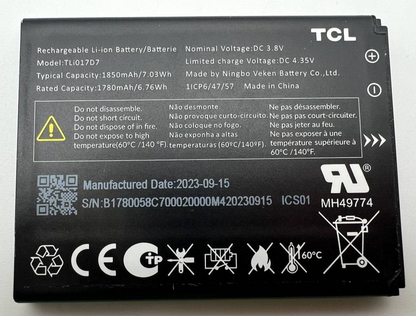 TCL
Rechargeable Li-ion Battery/Batterie Nominal Voltage:DC 3.8V
Model: TLi017D7 Limited charge Voltage:DC 4.35V
Typical Capacity: 1850mAh/7.03Wh Made by Ningbo Veken Battery Co.,Ltd.
Rated Capacity: 1780mAh/6.76Wh 1ICP6/47/57 Made in China
Do not disassemble.
Do not short circuit.
Do not dispose of in fire.
Do not expose to high
temperature(60℃ /140 °F).
Não desmonte.
Não provoque curto-circuito.
Não coloque no fogo.
Não exponha a altas
temperaturas (60℃/140ºF).
Ne pas désassembler.
Ne pas court-circuiter.
Ne pas jeter au feu.
Ne pas exposer à une
température supérieure à
60℃/140°F.
Manufactured Date:2023-09-15
S/N:B1780058C700020000M420230915 ICS01
MH49774
60℃